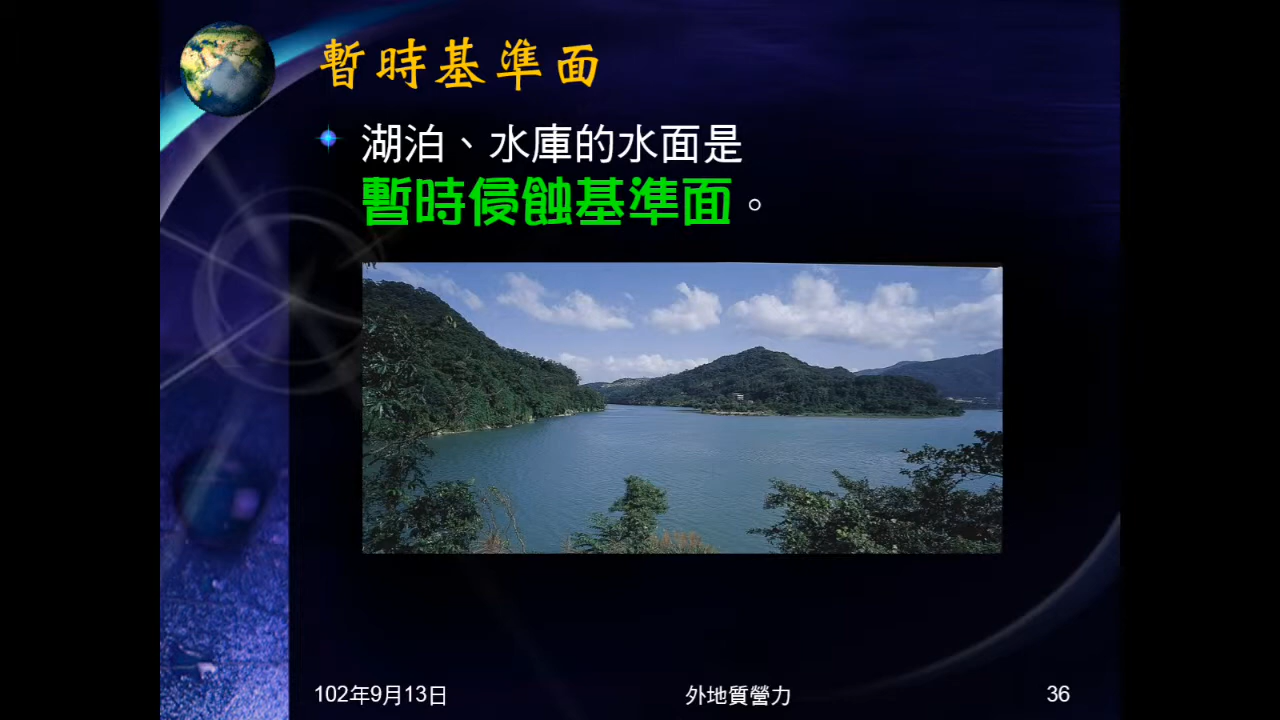 暫時基準面
湖泊、水庫的水面是
暫時侵蝕基準面。
102年9月13日
外地質營力
36